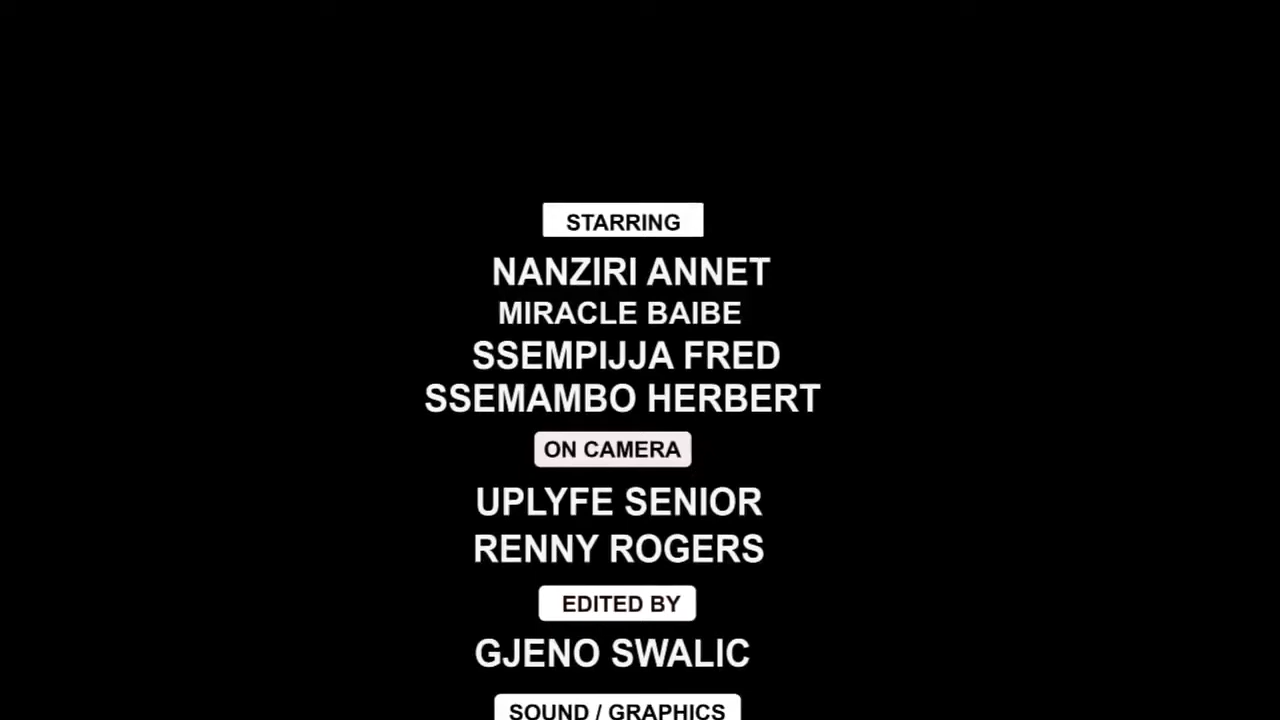 STARRING
NANZIRI ANNET
MIRACLE BAIBE
SSEMPIJJA FRED
SSEMAMBO HERBERT
ON CAMERA
UPLYFE SENIOR
RENNY ROGERS
EDITED BY
GJENO SWALIC
SOUND / GRAPHICS